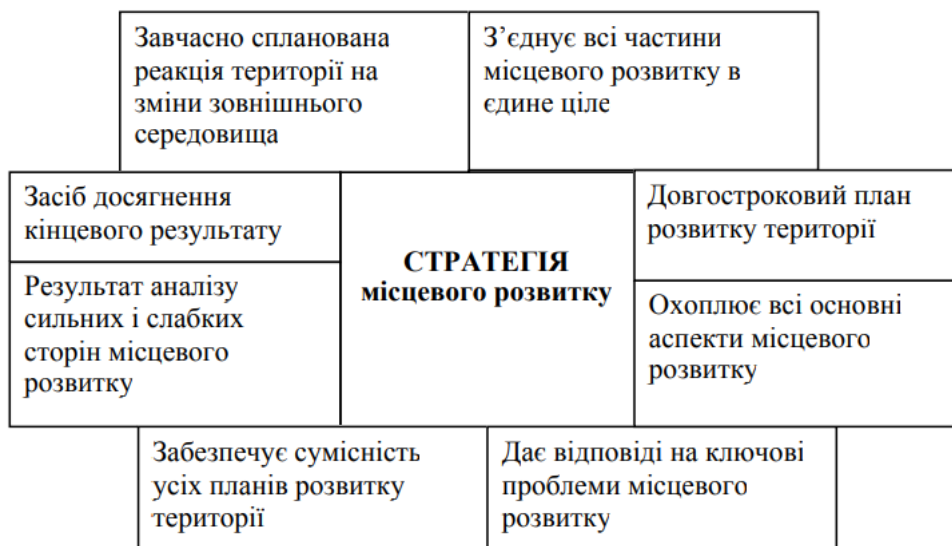 Завчасно спланована
реакція території на
зміни зовнішнього
середовища
З’єднує всі частини
місцевого розвитку в
єдине ціле
Засіб досягнення
кінцевого результату
Результат аналізу
сильних і слабких
сторін місцевого
розвитку
СТРАТЕГІЯ
місцевого розвитку
Довгостроковий план
розвитку території
Охоплює всі основні
аспекти місцевого
розвитку
Забезпечує сумісність
усіх планів розвитку
території
Дає відповіді на ключові
проблеми місцевого
розвитку